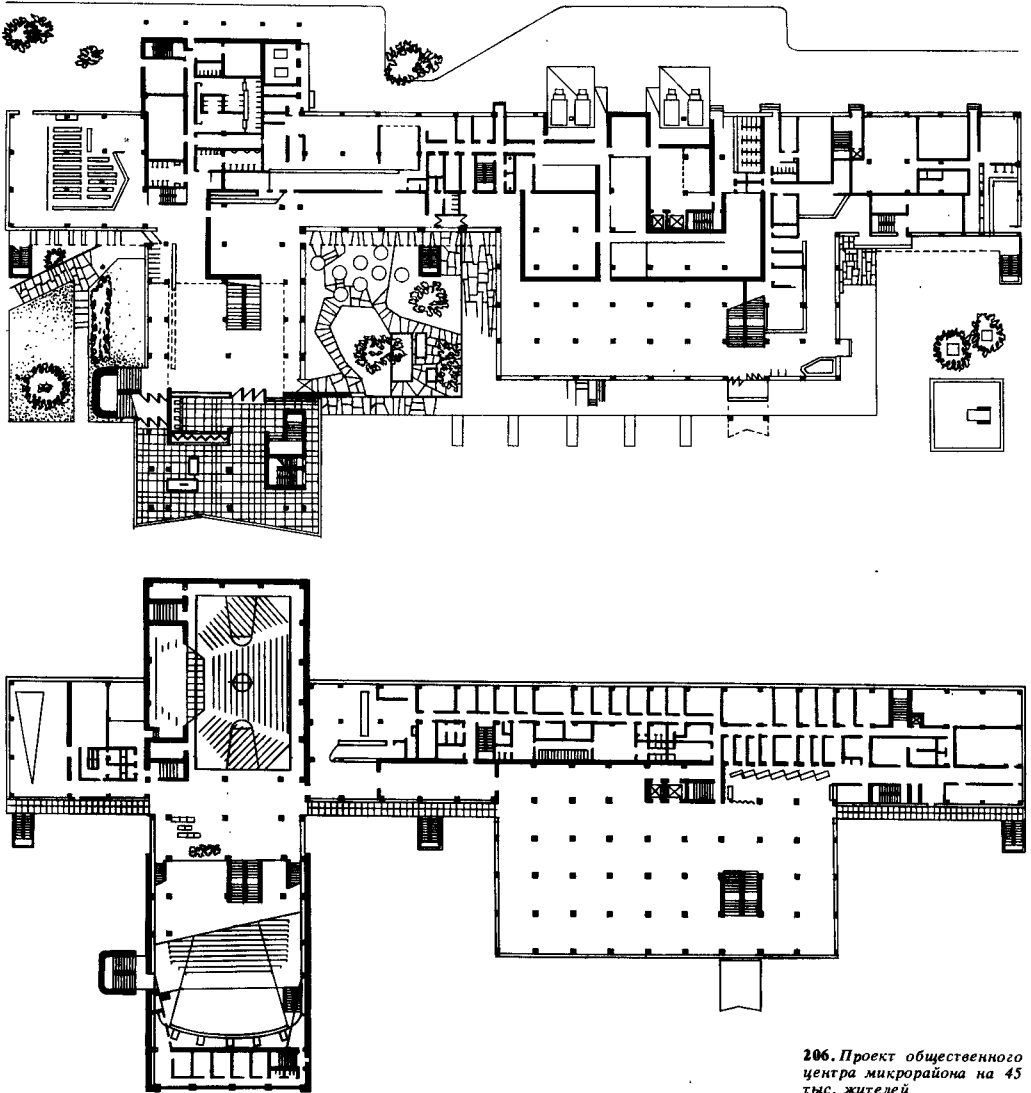 206. Проект общественного
центра микрорайона на 45
тыс. жителей